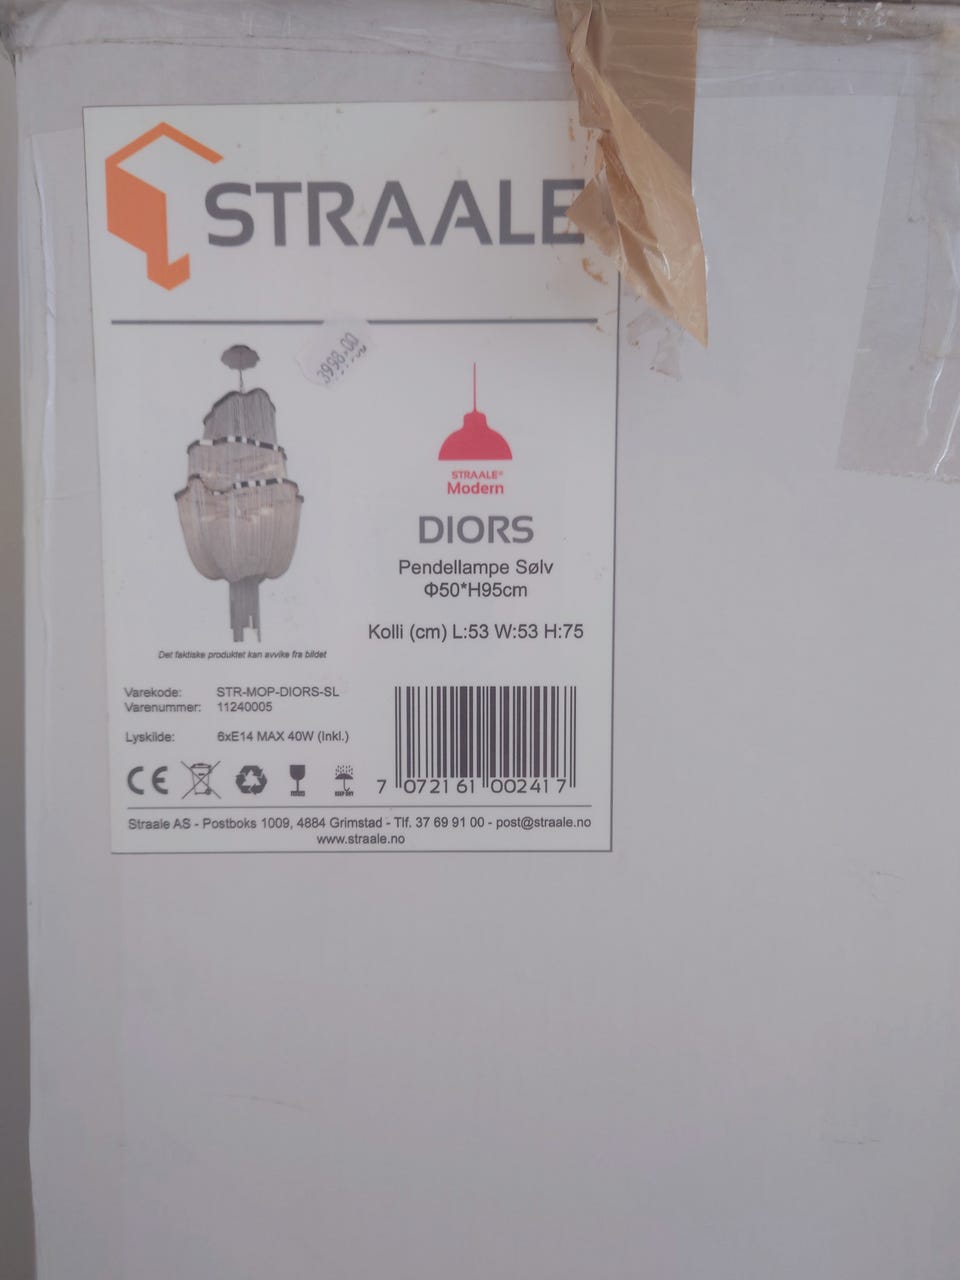 STRAALE
3998,00
STRAALE®
Modern
DIORS
Pendellampe Sølv
Φ50*H95cm
Kolli (cm) L:53 W:53 H:75
Det faktiske produktet kan avvike fra bildet
Varekode: STR-MOP-DIORS-SL
Varenummer: 11240005
Lyskilde: 6xE14 MAX 40W (Inkl.)
CE
KEEP DRY
7 072161 002417
Straale AS - Postboks 1009, 4884 Grimstad - Tlf. 37 69 91 00 - post@straale.no
www.straale.no